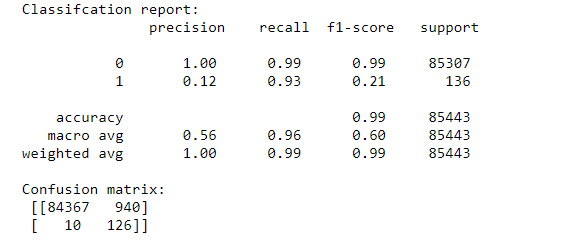 Classifcation report:
precision recall f1-score support
0 1.00 0.99 0.99 85307
1 0.12 0.93 0.21 136
accuracy 0.99 85443
macro avg 0.56 0.96 0.60 85443
weighted avg 1.00 0.99 0.99 85443
Confusion matrix:
[[84367 940]
[ 10 126]]